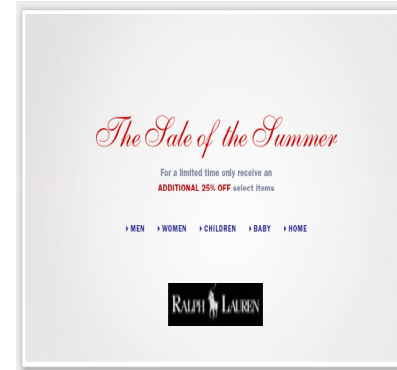 The Sale of the Summer
For a limited time only receive an
ADDITIONAL 25% OFF select items
MEN WOMEN CHILDREN BABY HOME
RALPH LAUREN